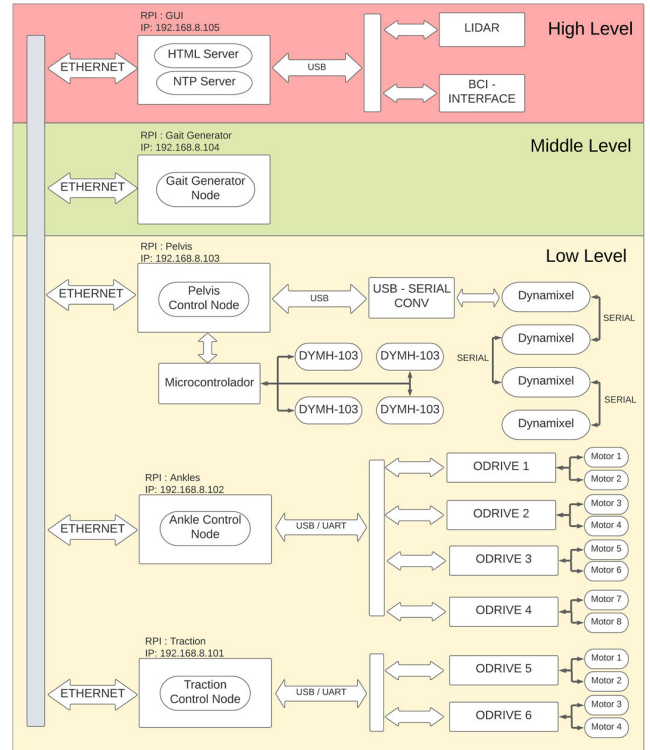 RPI : GUI
IP: 192.168.8.105
High Level
ETHERNET
HTML Server
NTP Server
USB
LIDAR
BCI -
INTERFACE
Middle Level
RPI : Gait Generator
IP: 192.168.8.104
ETHERNET
Gait Generator
Node
Low Level
RPI : Pelvis
IP: 192.168.8.103
ETHERNET
Pelvis
Control Node
USB
USB - SERIAL
CONV
Dynamixel
SERIAL
Dynamixel
SERIAL
Dynamixel
SERIAL
Dynamixel
Microcontrolador
DYMH-103
DYMH-103
DYMH-103
DYMH-103
RPI : Ankles
IP: 192.168.8.102
ETHERNET
Ankle Control
Node
USB / UART
ODRIVE 1
Motor 1
Motor 2
ODRIVE 2
Motor 3
Motor 4
ODRIVE 3
Motor 5
Motor 6
ODRIVE 4
Motor 7
Motor 8
RPI : Traction
IP: 192.168.8.101
ETHERNET
Traction
Control Node
USB / UART
ODRIVE 5
Motor 1
Motor 2
ODRIVE 6
Motor 3
Motor 4